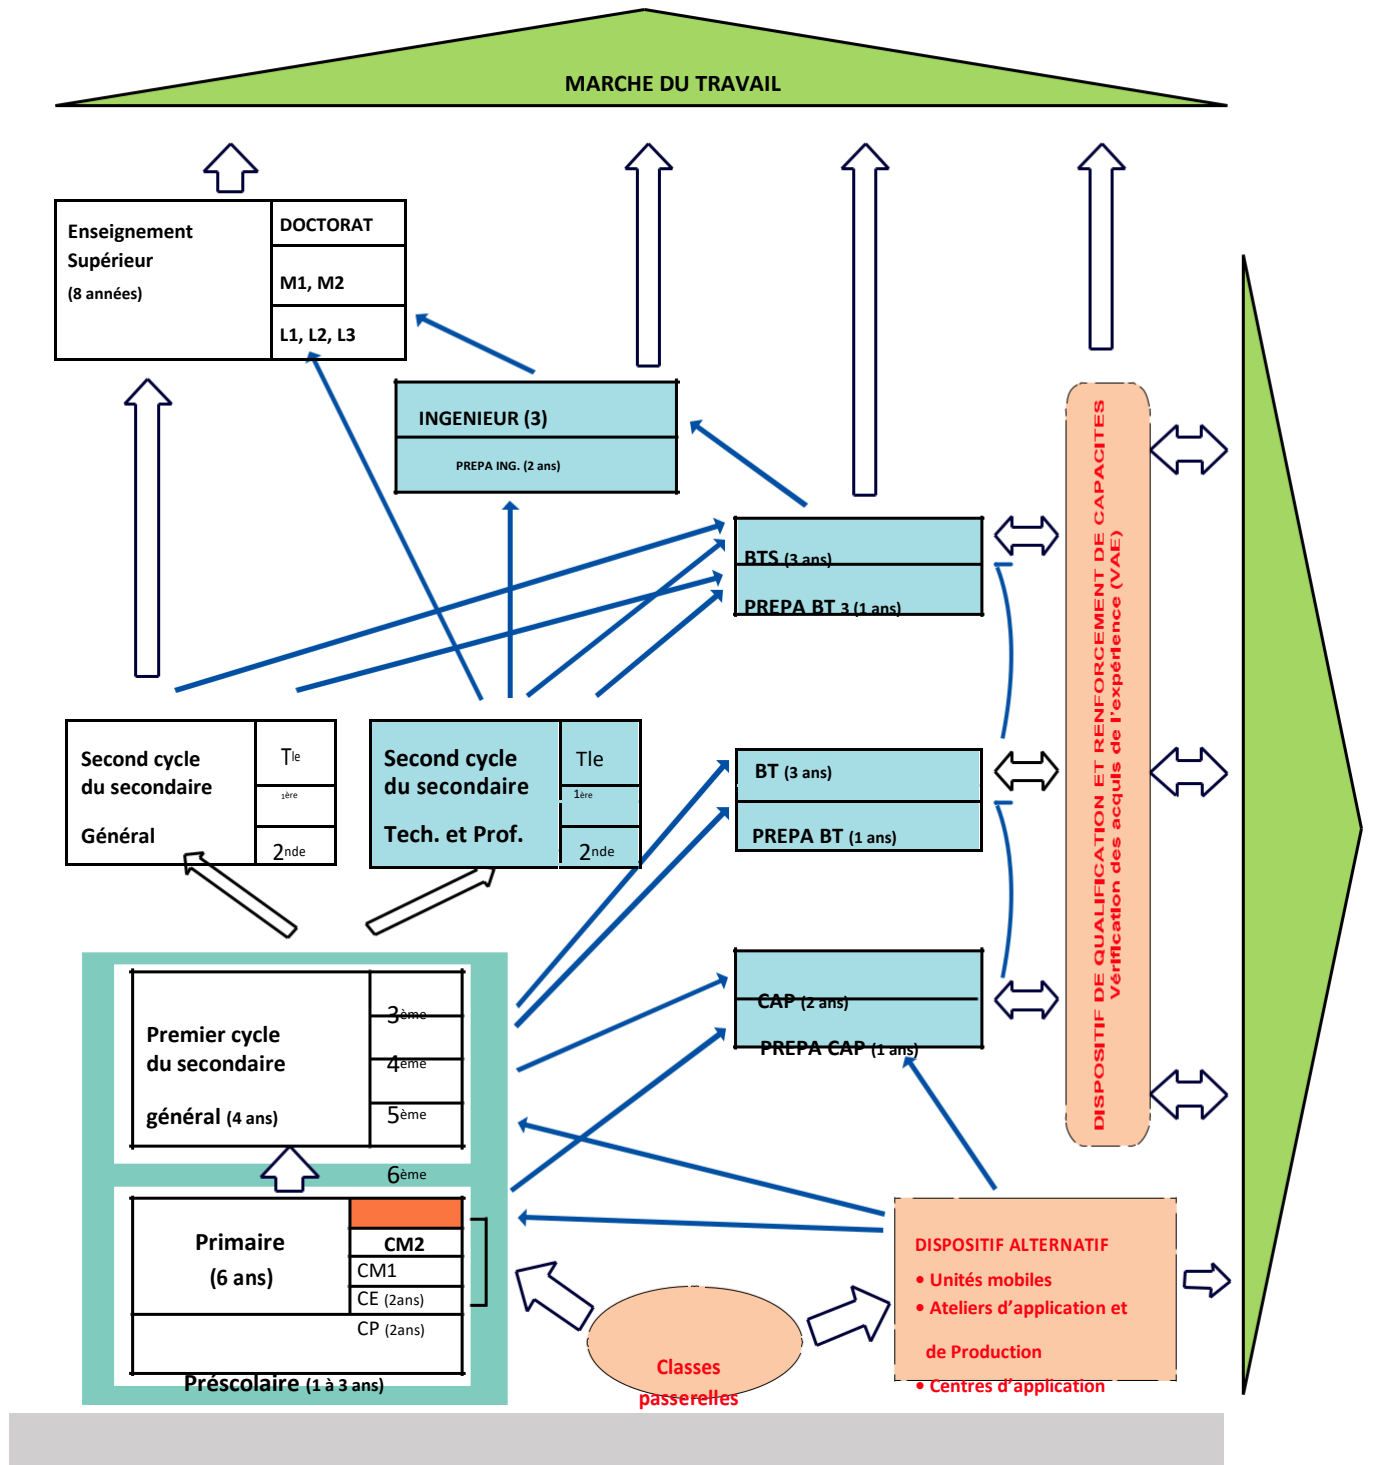 MARCHE DU TRAVAIL
Enseignement
Supérieur
(8 années)
DOCTORAT
M1, M2
L1, L2, L3
INGENIEUR (3)
PREPA ING. (2 ans)
BTS (3 ans)
PREPA BT 3 (1 ans)
Second cycle
du secondaire
Général
Tle
1ère
2nde
Second cycle
du secondaire
Tech. et Prof.
Tle
1ère
2nde
BT (3 ans)
PREPA BT (1 ans)
CAP (2 ans)
PREPA CAP (1 ans)
DISPOSITIF DE QUALIFICATION ET RENFORCEMENT DE CAPACITES
Vérification des acquis de l'expérience (VAE)
Premier cycle
du secondaire
général (4 ans)
3ème
4ème
5ème
6ème
Primaire
(6 ans)
CM2
CM1
CE (2ans)
CP (2ans)
Préscolaire (1 à 3 ans)
Classes
passerelles
DISPOSITIF ALTERNATIF
• Unités mobiles
• Ateliers d'application et
de Production
• Centres d'application